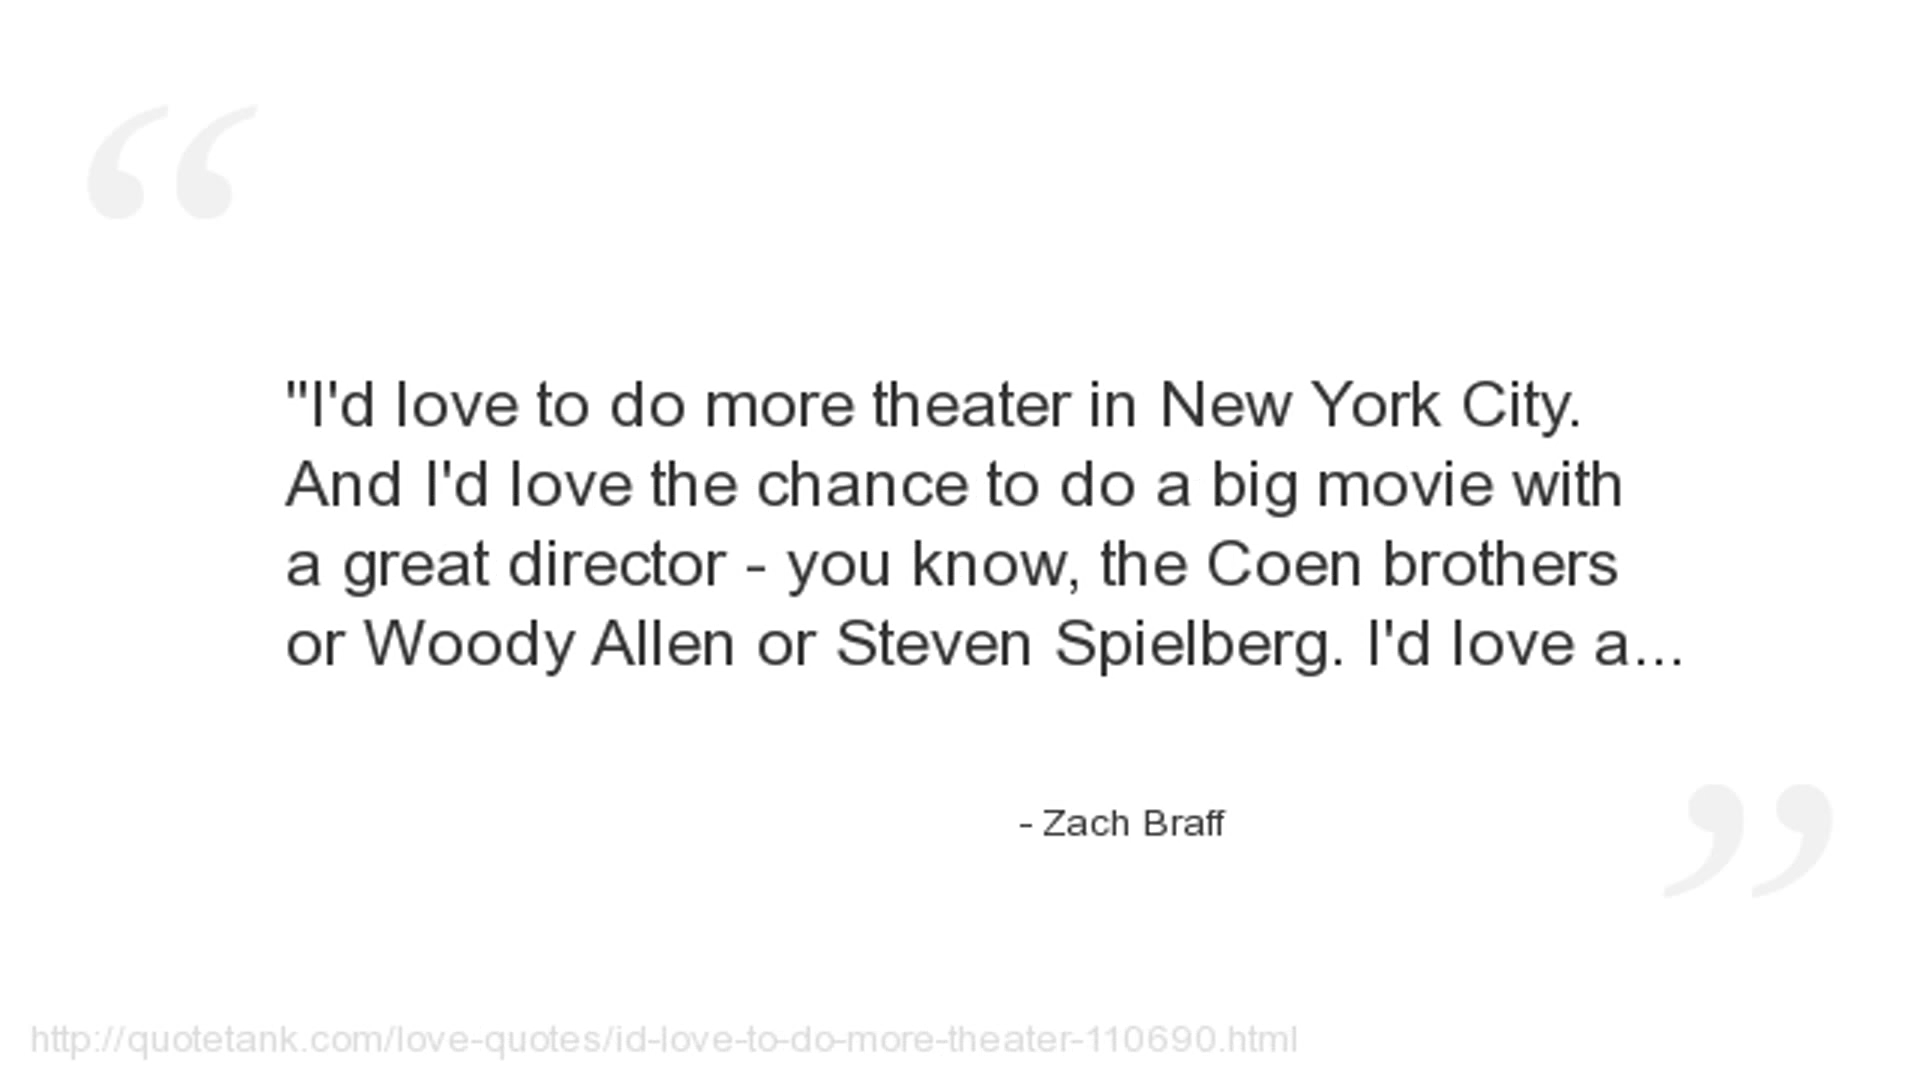 "I'd love to do more theater in New York City.
And I'd love the chance to do a big movie with
a great director - you know, the Coen brothers
or Woody Allen or Steven Spielberg. I'd love a...
- Zach Braff
http://quotetank.com/love-quotes/id-love-to-do-more-theater-110690.html